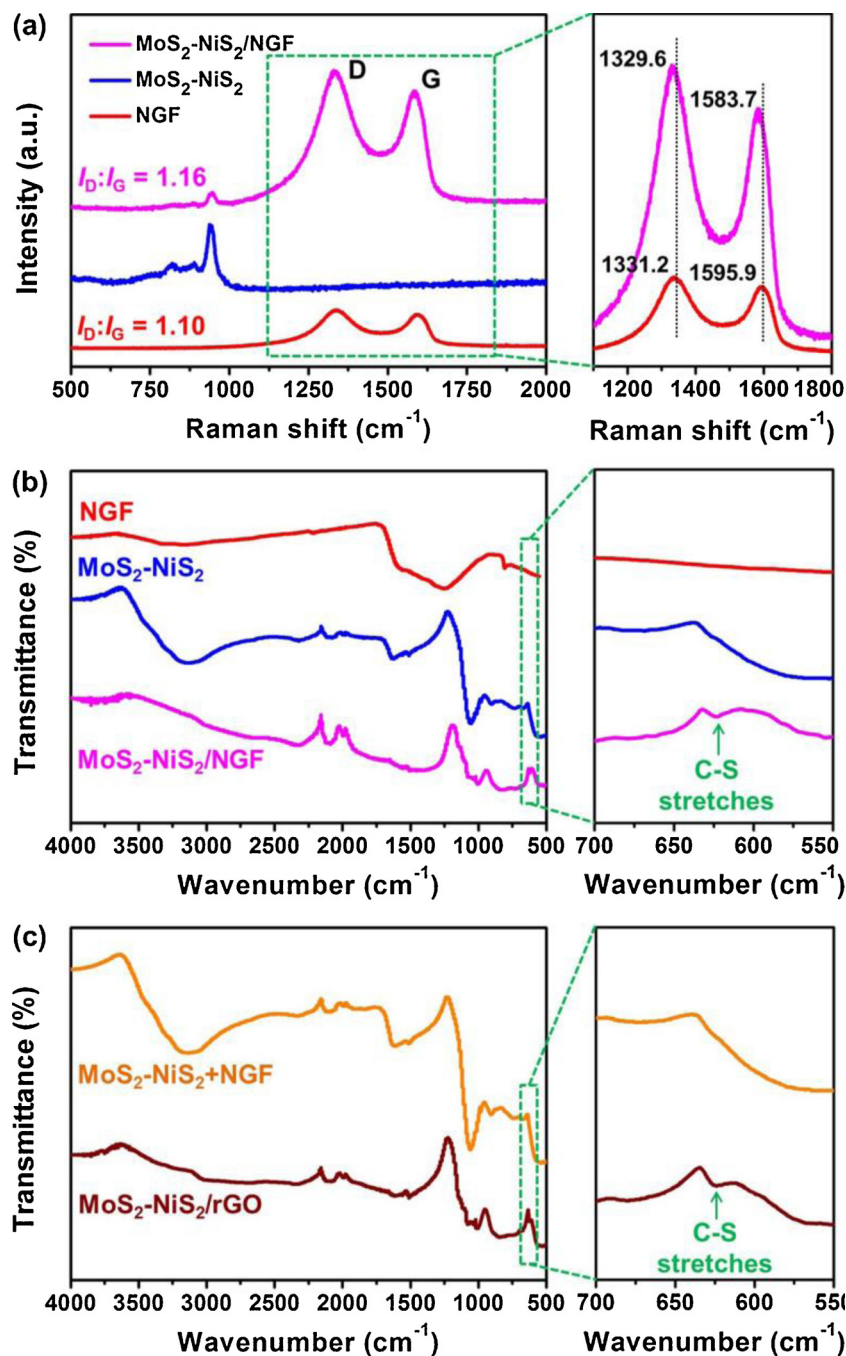 (a)
MoS2-NiS2/NGF
MoS2-NiS2
NGF
D
G
ID:IG = 1.16
ID:IG = 1.10
Intensity (a.u.)
500 750 1000 1250 1500 1750 2000
Raman shift (cm-1)
1329.6
1583.7
1331.2
1595.9
1200 1400 1600 1800
Raman shift (cm-1)
(b)
NGF
MoS2-NiS2
MoS2-NiS2/NGF
Transmittance (%)
4000 3500 3000 2500 2000 1500 1000 500
Wavenumber (cm-1)
C-S
stretches
700 650 600 550
Wavenumber (cm-1)
(c)
MoS2-NiS2+NGF
MoS2-NiS2/rGO
Transmittance (%)
4000 3500 3000 2500 2000 1500 1000 500
Wavenumber (cm-1)
C-S
stretches
700 650 600 550
Wavenumber (cm-1)